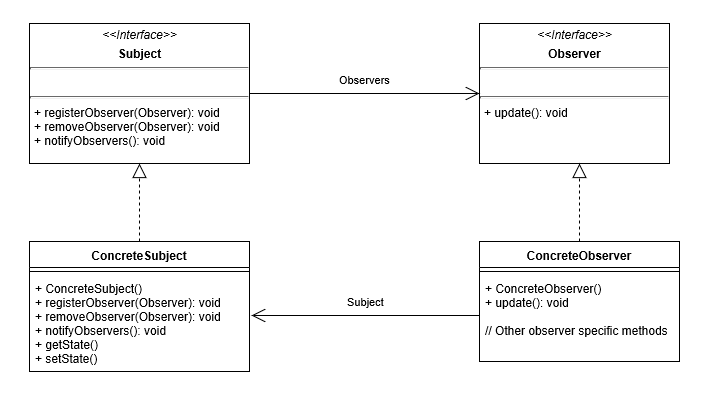 <<Interface>>
Subject
+ registerObserver(Observer): void
+ removeObserver(Observer): void
+ notifyObservers(): void
Observers
<<Interface>>
Observer
+ update(): void
ConcreteSubject
+ ConcreteSubject()
+ registerObserver(Observer): void
+ removeObserver(Observer): void
+ notifyObservers(): void
+ getState()
+ setState()
Subject
ConcreteObserver
+ ConcreteObserver()
+ update(): void
// Other observer specific methods